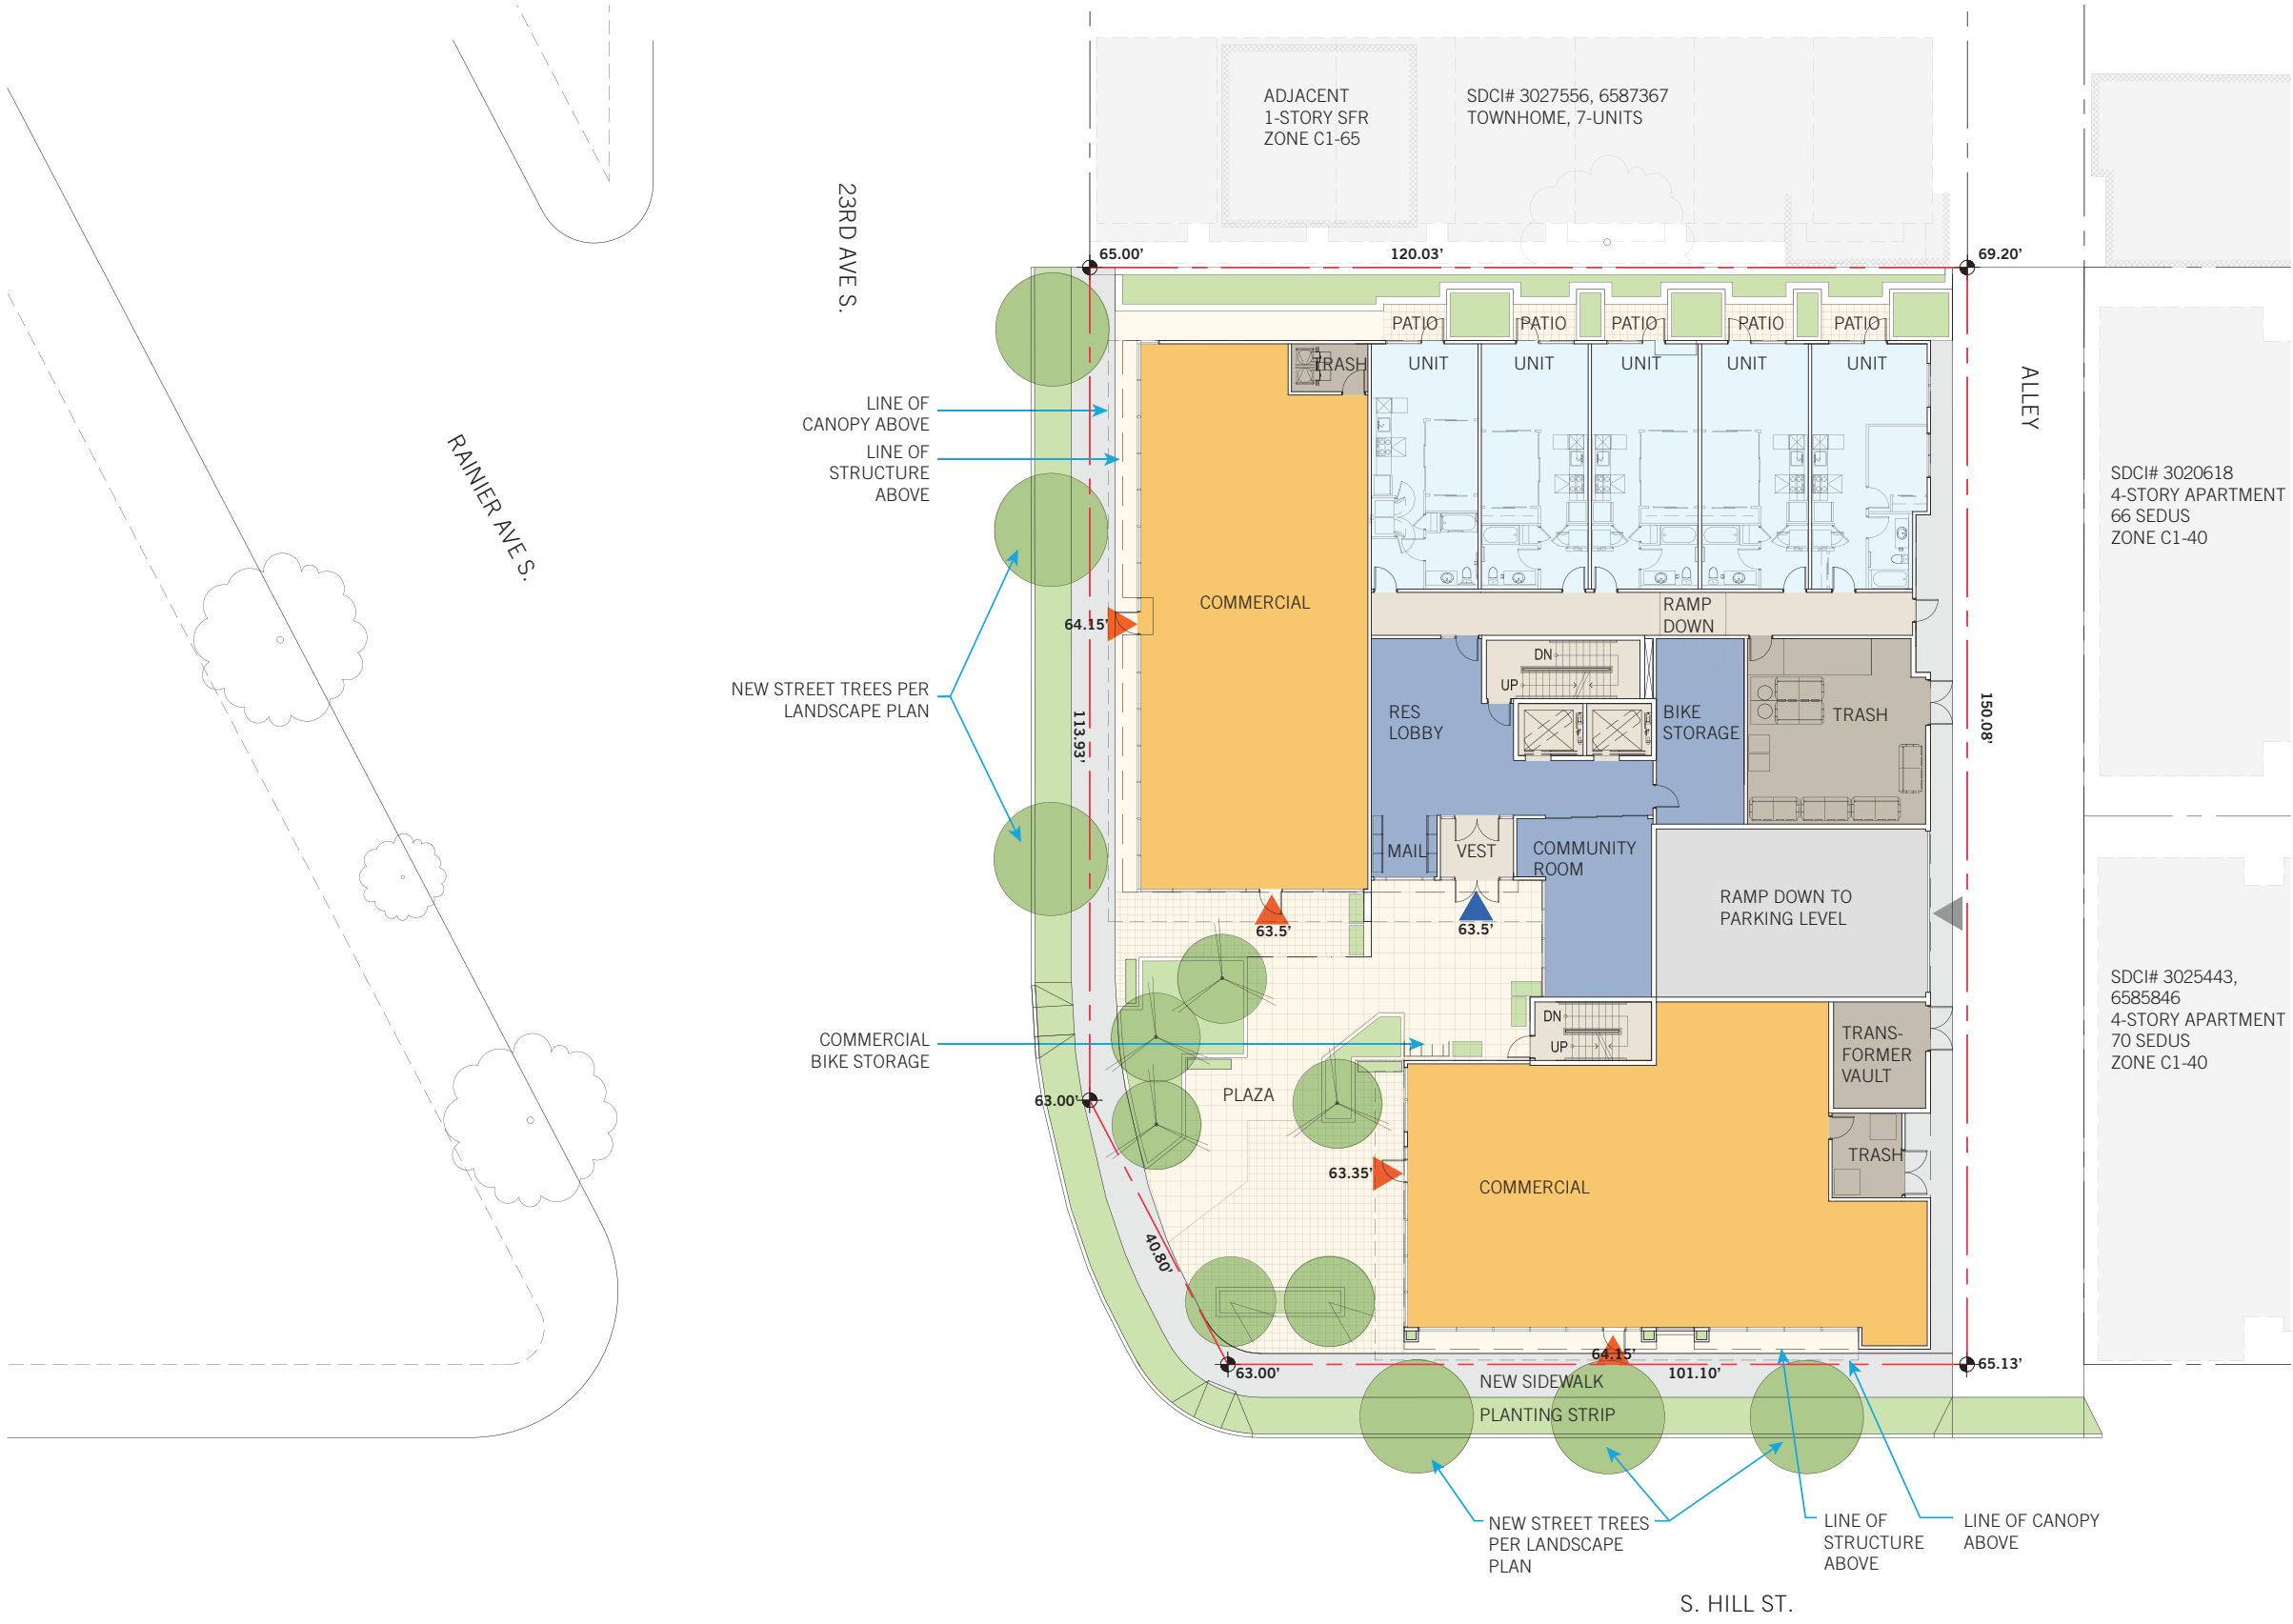 ADJACENT
1-STORY SFR
ZONE C1-65
SDCI# 3027556, 6587367
TOWNHOME, 7-UNITS
23RD AVE S.
65.00’
120.03’
69.20’
PATIO
PATIO
PATIO
PATIO
PATIO
TRASH
UNIT
UNIT
UNIT
UNIT
UNIT
ALLEY
LINE OF
CANOPY ABOVE
LINE OF
STRUCTURE
ABOVE
RAINIER AVE S.
SDCI# 3020618
4-STORY APARTMENT
66 SEDUS
ZONE C1-40
COMMERCIAL
RAMP
DOWN
64.15’
DN
UP
NEW STREET TREES PER
LANDSCAPE PLAN
113.93’
RES
LOBBY
BIKE
STORAGE
TRASH
150.08’
MAIL
VEST
COMMUNITY
ROOM
RAMP DOWN TO
PARKING LEVEL
63.5’
63.5’
SDCI# 3025443,
6585846
4-STORY APARTMENT
70 SEDUS
ZONE C1-40
COMMERCIAL
BIKE STORAGE
DN
UP
TRANS-
FORMER
VAULT
PLAZA
63.00’
TRASH
63.35’
COMMERCIAL
40.80’
64.15’
63.00’
101.10’
65.13’
NEW SIDEWALK
PLANTING STRIP
NEW STREET TREES
PER LANDSCAPE
PLAN
LINE OF
STRUCTURE
ABOVE
LINE OF CANOPY
ABOVE
S. HILL ST.